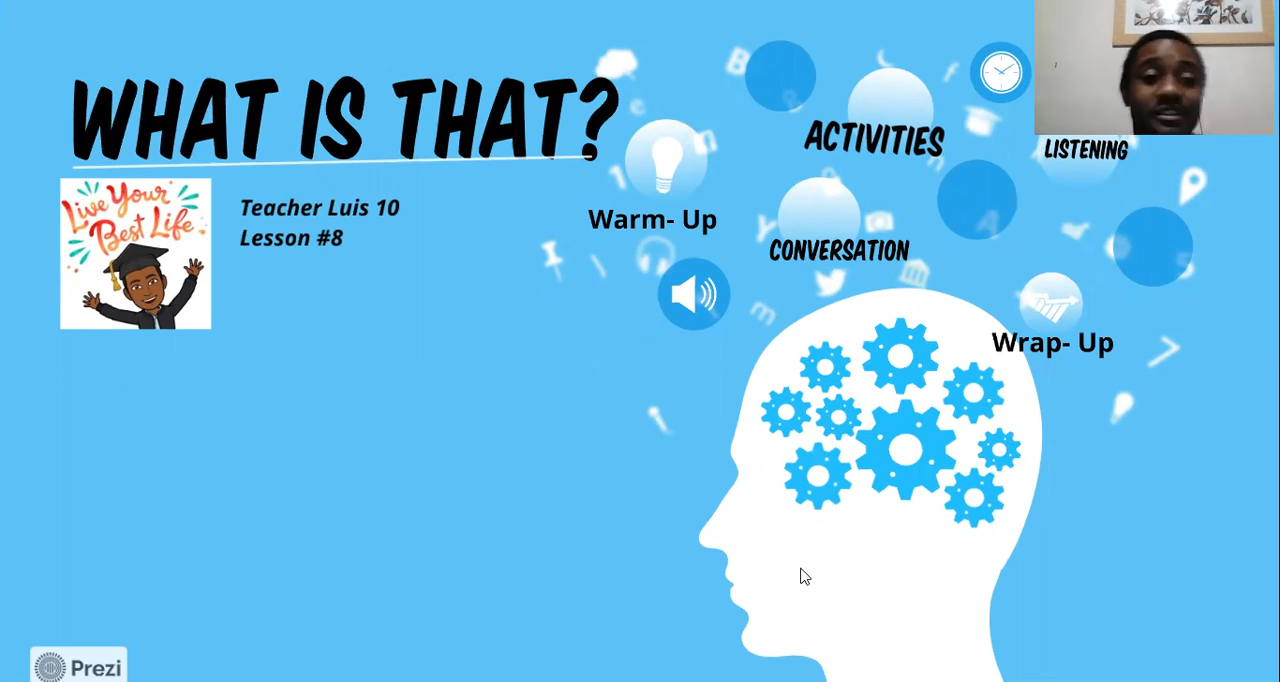 WHAT IS THAT?
Live Your
Best Life
Teacher Luis 10
Lesson #8
Warm- Up
ACTIVITIES
CONVERSATION
LISTENING
Wrap- Up
Prezi